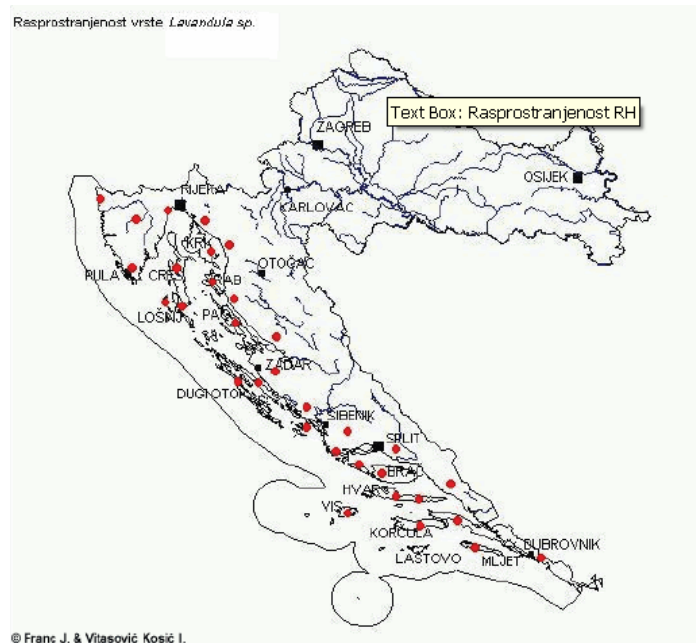 Rasprostranjenost vrste Lavandula sp.
Text Box: Rasprostranjenost RH
ZAGREB
OSIJEK
RIJEKA
KARLOVAC
KRK
OTOČAC
PULA
CRES
RAB
LOŠINJ
PAG
ZADAR
DUGI OTOK
ŠIBENIK
SPLIT
BRAČ
HVAR
VIS
KORČULA
DUBROVNIK
LASTOVO
MLJET
© Franc J. & Vitasović Kosić I.